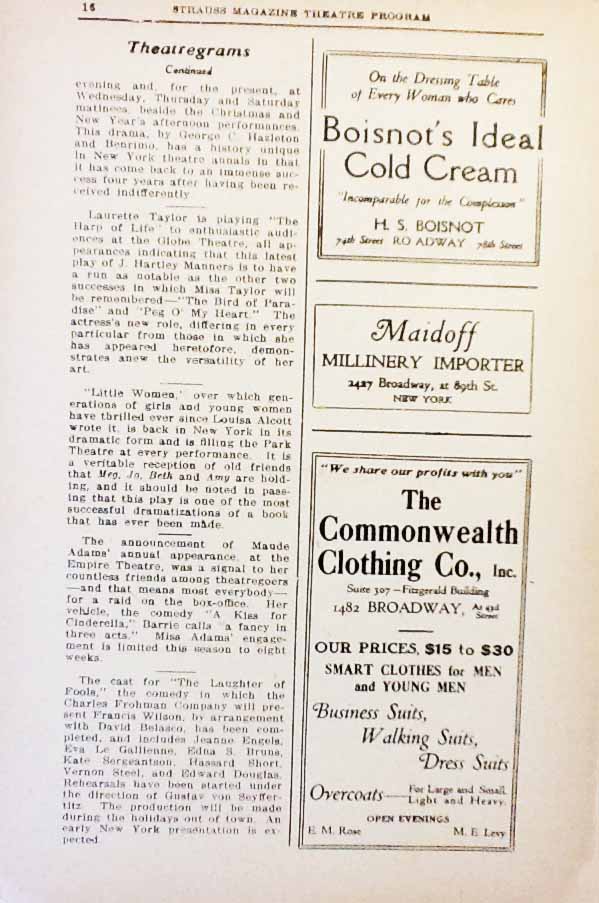 16
STRAUSS MAGAZINE THEATRE PROGRAM
Theatregrams
Continued
evening and, for the present, at
Wednesday, Thursday and Saturday
matinees, beside the Christmas and
New Year's afternoon performances.
This drama, by George C. Hazleton
and Benrimo, has a history unique
in New York theatre annals in that
it has come back to an immense suc-
cess four years after having been re-
ceived indifferently
Laurette Taylor is playing "The
Harp of Life" to enthusiastic audi-
ences at the Globe Theatre, all ap-
pearances indicating that this latest
play of J. Hartley Manners is to have
a run as notable as the other two
successes in which Miss Taylor will
be remembered—"The Bird of Para-
dise" and "Peg O' My Heart." The
actress's new role, differing in every
particular from those in which she
has appeared heretofore, demon-
strates anew the versatility of her
art.
"Little Women,' over which gen-
erations of girls and young women
have thrilled ever since Louisa Alcott
wrote it, is back in New York in its
dramatic form and is filling the Park
Theatre at every performance. It is
a veritable reception of old friends
that Meg, Jo, Beth and Amy are hold-
ing, and it should be noted in pass-
ing that this play is one of the most
successful dramatizations of a book
that has ever been made.
The announcement of Maude
Adams' annual appearance, at the
Empire Theatre, was a signal to her
countless friends among theatregoers
—and that means most everybody—
for a raid on the box-office. Her
vehicle, the comedy "A Kiss for
Cinderella," Barrie calls "a fancy in
three acts." Miss Adams' engage-
ment is limited this season to eight
weeks.
The cast for "The Laughter of
Fools," the comedy in which the
Charles Frohman Company will pre-
sent Francis Wilson, by arrangement
with David Belasco, has been com-
pleted, and includes Jeanne Engels,
Eva Le Gallienne, Edna S. Bruns,
Kate Sergeantson, Hassard Short,
Vernon Steel, and Edward Douglas.
Rehearsals have been started under
the direction of Gustav von Seyffer-
titz. The production will be made
during the holidays out of town. An
early New York presentation is ex-
pected.
On the Dressing Table
of Every Woman who Cares
Boisnot's Ideal
Cold Cream
"Incomparable for the Complexion"
H. S. BOISNOT
74th Street RO ADWAY 78th Street
Maidoff
MILLINERY IMPORTER
2427 Broadway, at 89th St.
NEW YORK
"We share our profits with you"
The
Commonwealth
Clothing Co., Inc.
Suite 307 – Fitzgerald Building
1482 BROADWAY, At 43d Street
OUR PRICES, $15 to $30
SMART CLOTHES for MEN
and YOUNG MEN
Business Suits,
Walking Suits,
Dress Suits
Overcoats— For Large and Small.
Light and Heavy.
OPEN EVENINGS
E. M. Rose M. E. Levy